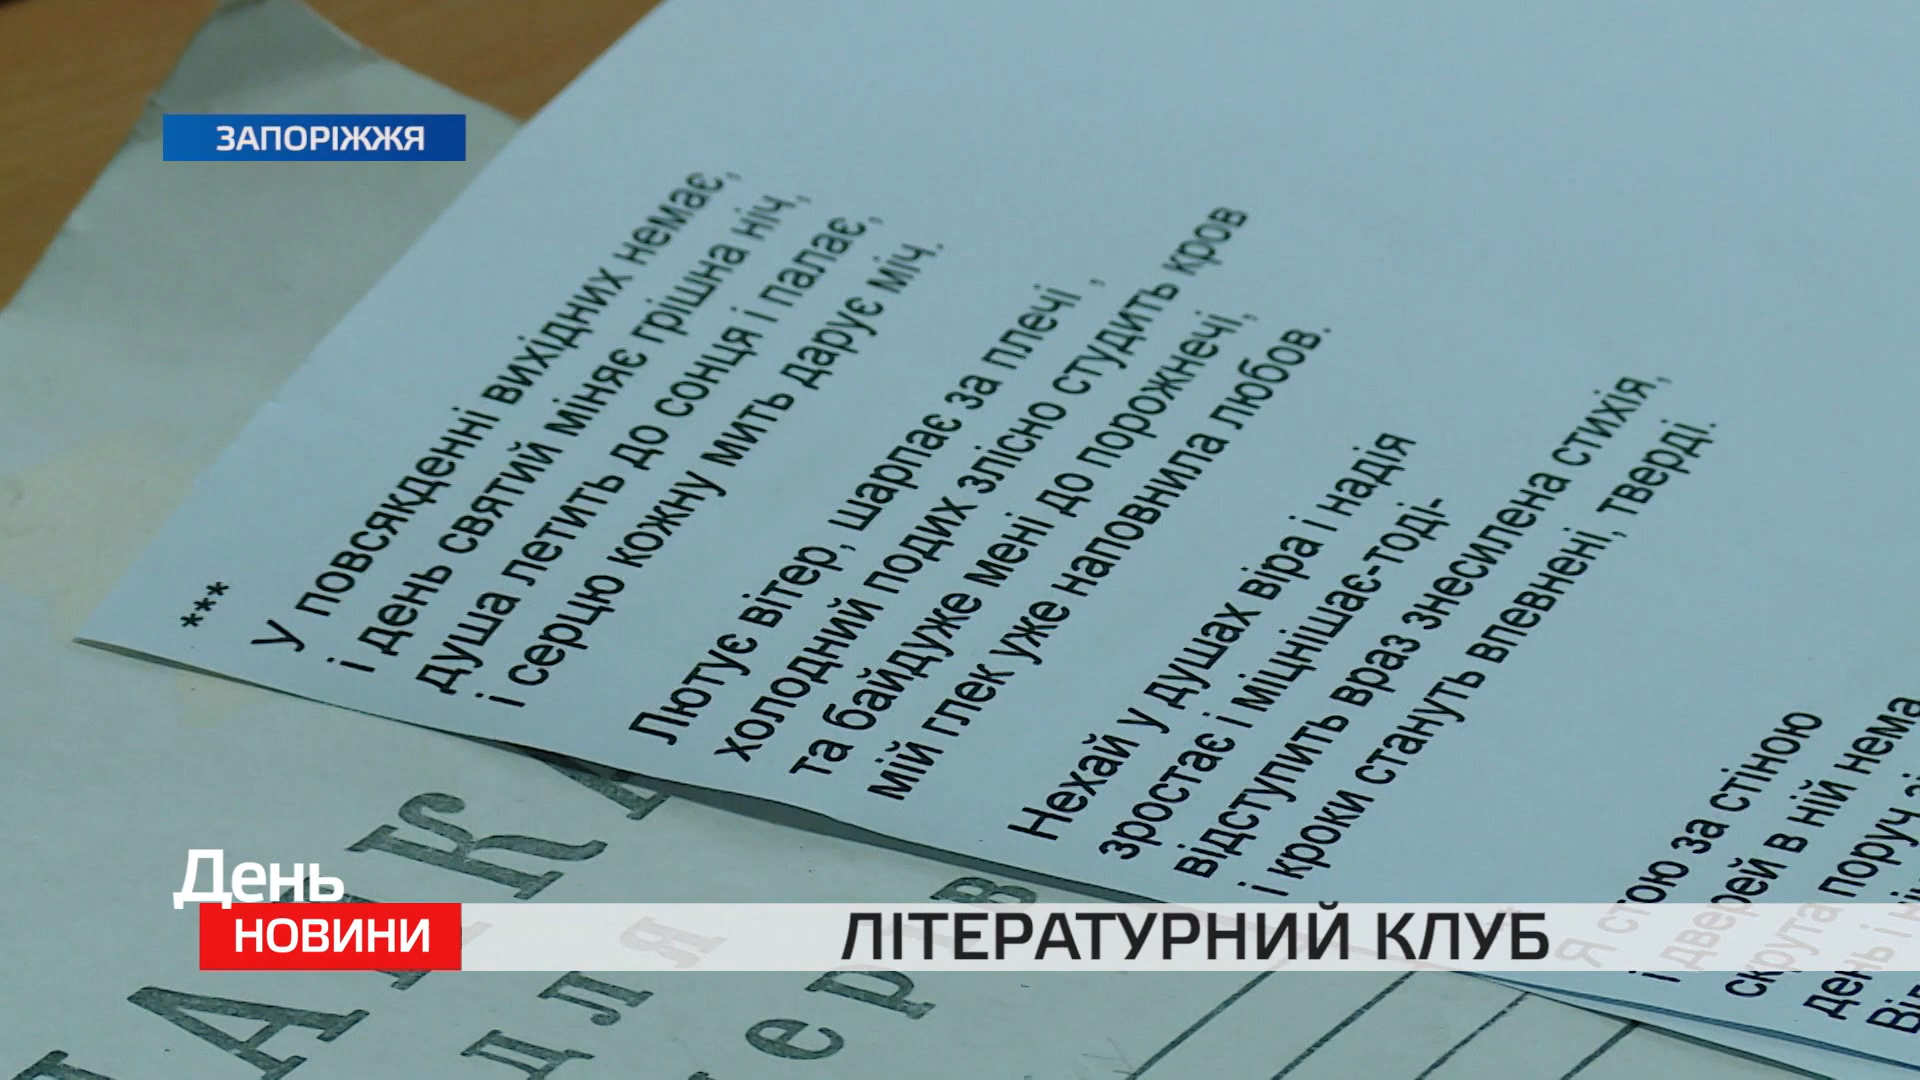 ЗАПОРІЖЖЯ
***
У повсякденні вихідних немає,
і день святий міняє грішна ніч,
душа летить до сонця і палає,
і серцю кожну мить дарує міч.
Лютує вітер, шарпає за плечі ,
холодний подих злісно студить кров
та байдуже мені до порожнечі,
мій глек уже наповнила любов.
Нехай у душах віра і надія
зростає і міцнішає-тоді-
відступить враз знесилена стихія,
і кроки стануть впевнені, тверді.
Я стою за стіною
і дверей в ній нема
скрута поруч
день і
День
НОВИНИ
ЛІТЕРАТУРНИЙ КЛУБ
для